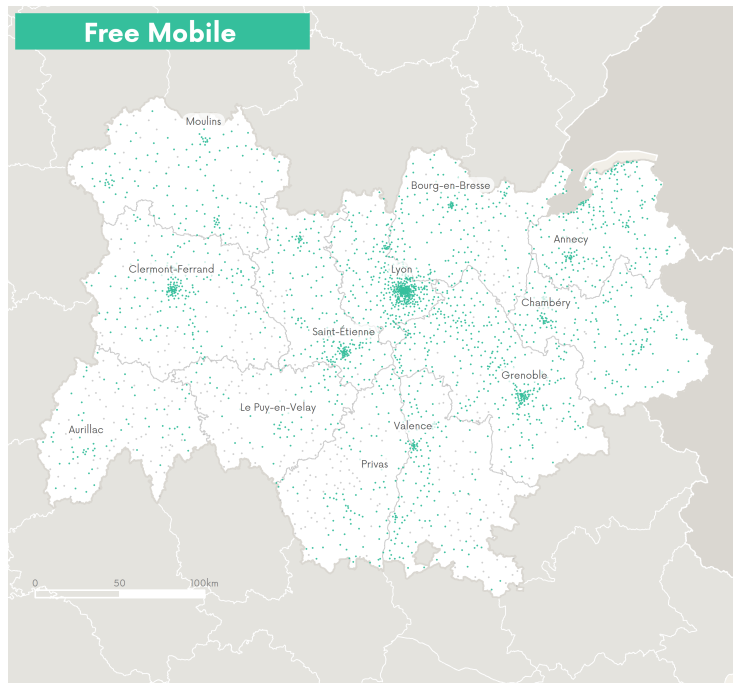 Free Mobile
Moulins
Bourg-en-Bresse
Annecy
Clermont-Ferrand
Lyon
Chambéry
Saint-Étienne
Grenoble
Le Puy-en-Velay
Aurillac
Valence
Privas
0 50 100km